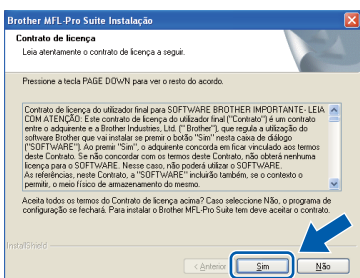 Brother MFL-Pro Suite Instalação
Contrato de licença
Leia atentamente o contrato de licença a seguir.
Pressione a tecla PAGE DOWN para ver o resto do acordo.
Contrato de licença do utilizador final para SOFTWARE BROTHER IMPORTANTE- LEIA
COM ATENÇÃO: Este contrato de licença do utilizador final ("Contrato") é um contrato
entre o adquirente e a Brother Industries, Ltd. (" Brother"), que regula a utilização do
software Brother que vai instalar se premir o botão "Sim" nesta caixa de diálogo
("SOFTWARE"). Ao premir "Sim", o adquirente concorda em ficar vinculado aos termos
deste Contrato. Se não concordar com os termos deste Contrato, não obterá nenhuma
licença para o SOFTWARE. Nesse caso, não poderá utilizar o SOFTWARE.
As referências, neste Contrato, a "SOFTWARE" incluirão também, se o contexto o
permitir, o meio físico de armazenamento do mesmo.
Aceita todos os termos do Contrato de licença acima? Caso seleccione Não, o programa de
configuração se fechará. Para instalar o Brother MFL-Pro Suite tem deve aceitar o contrato.
InstallShield
< Anterior Sim Não